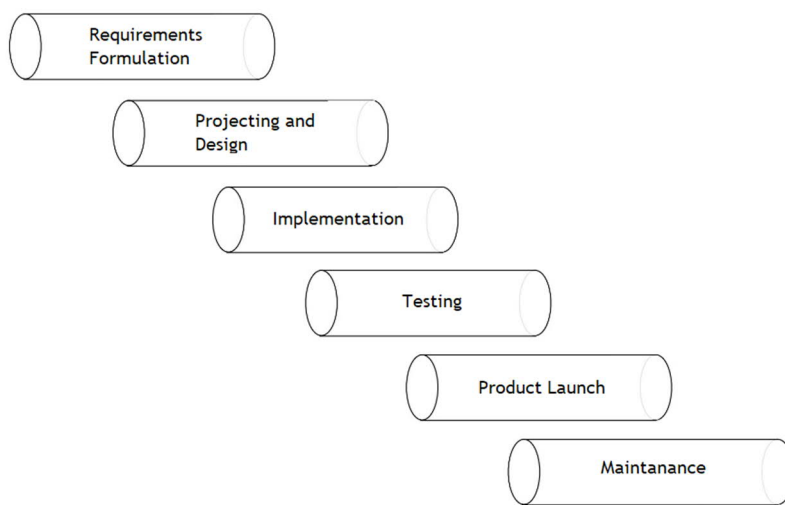 Requirements
Formulation
Projecting and
Design
Implementation
Testing
Product Launch
Maintanance